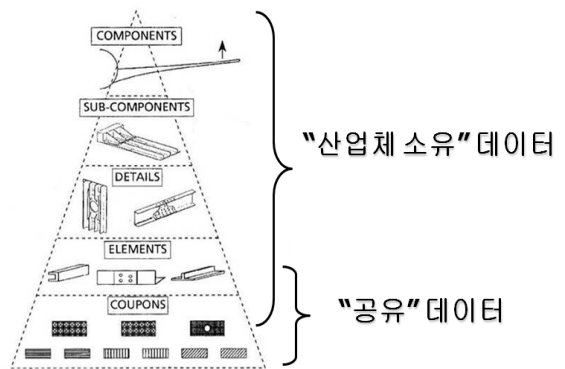 COMPONENTS
SUB-COMPONENTS
DETAILS
ELEMENTS
COUPONS
“산업체 소유” 데이터
“공유” 데이터